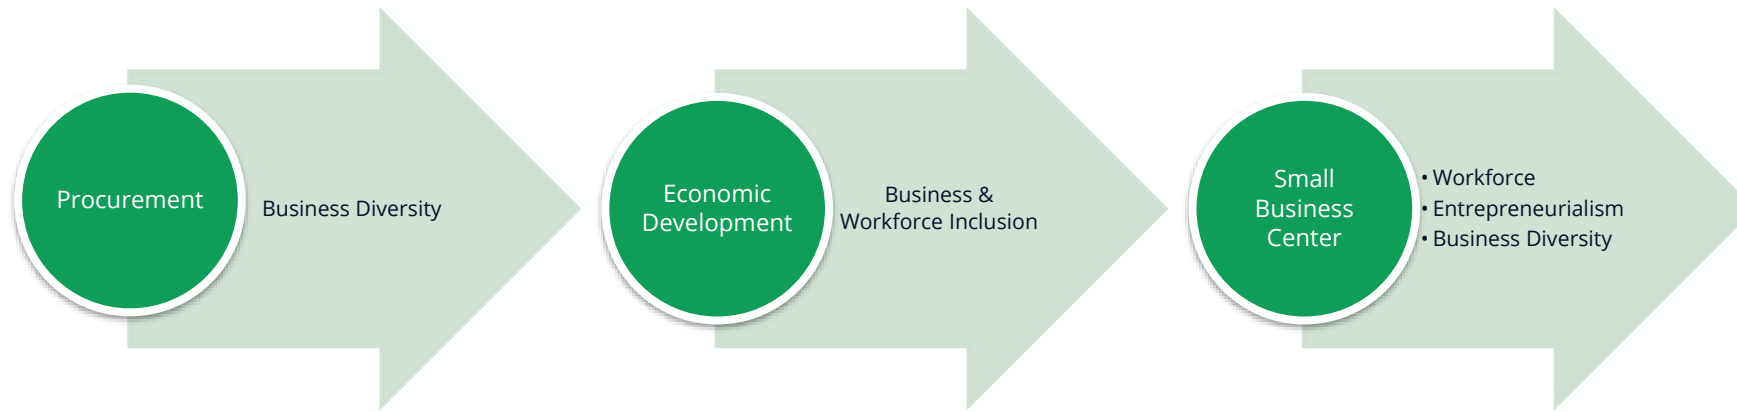 Procurement
Business Diversity
Economic
Development
Business &
Workforce Inclusion
Small
Business
Center
• Workforce
• Entrepreneurialism
• Business Diversity